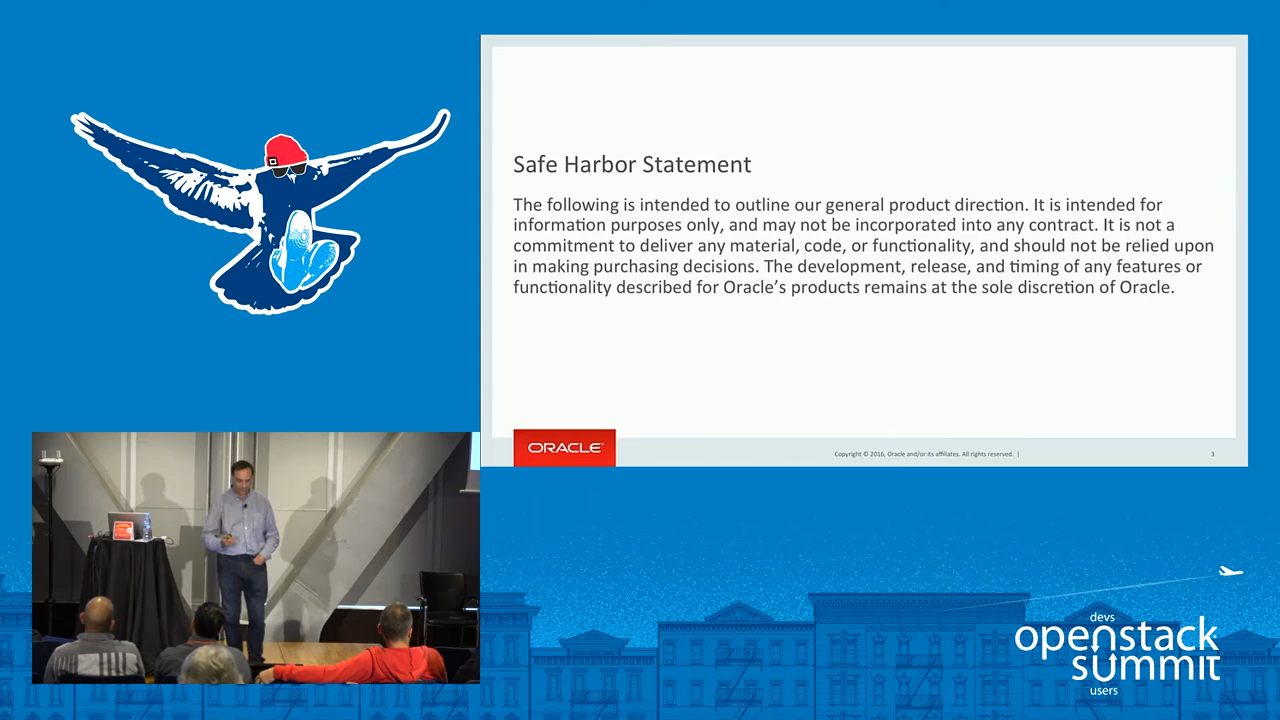 Safe Harbor Statement
The following is intended to outline our general product direction. It is intended for
information purposes only, and may not be incorporated into any contract. It is not a
commitment to deliver any material, code, or functionality, and should not be relied upon
in making purchasing decisions. The development, release, and timing of any features or
functionality described for Oracle’s products remains at the sole discretion of Oracle.
ORACLE®
Copyright © 2016, Oracle and/or its affiliates. All rights reserved. |
3
devs
openstack
summit
users